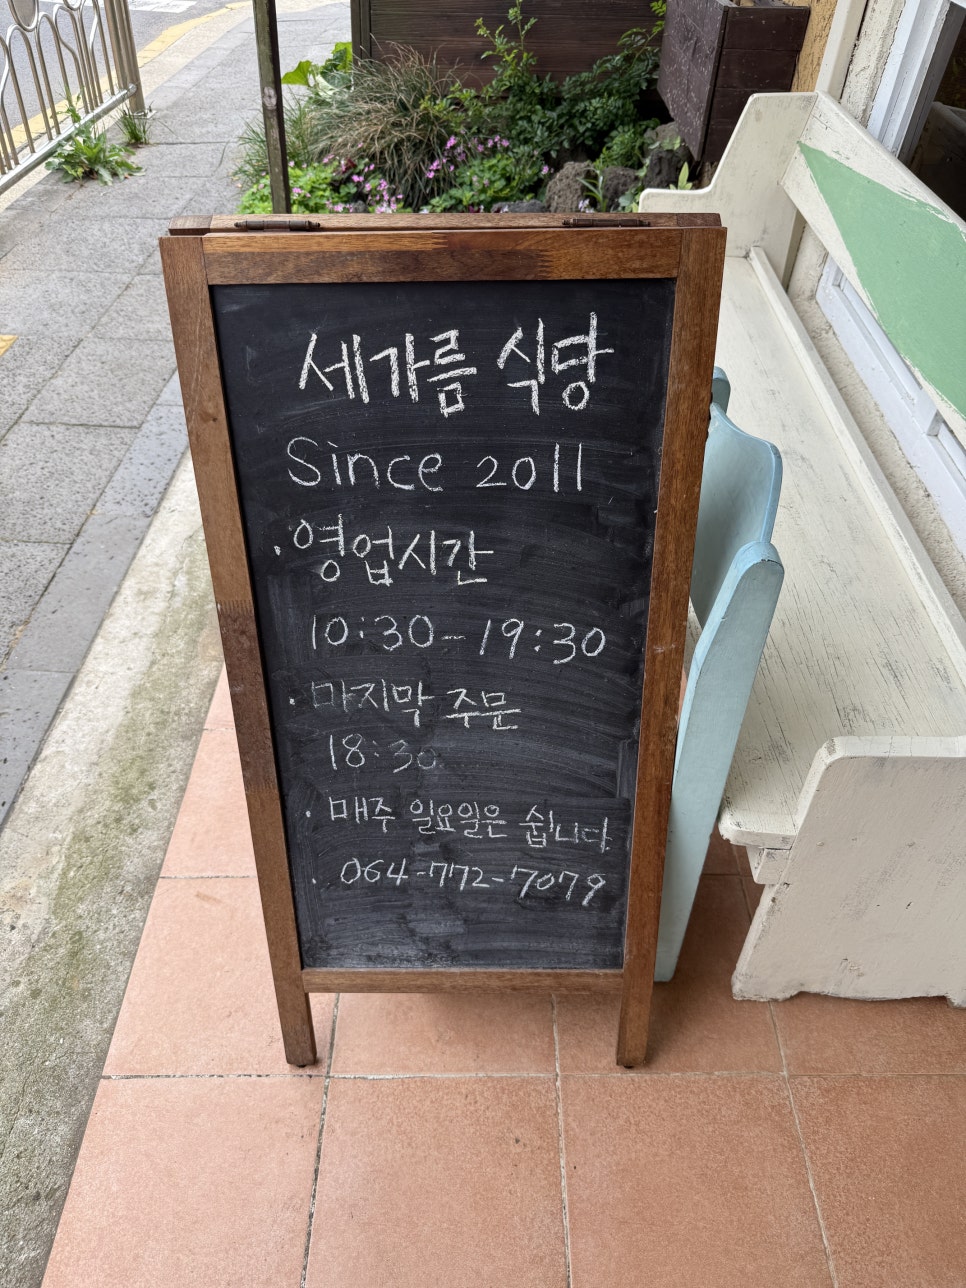 세가름 식당
Since 2011
. 영업시간
10:30 - 19:30
. 마지막 주문
18:30
. 매주 일요일은 쉽니다
. 064-772-7079